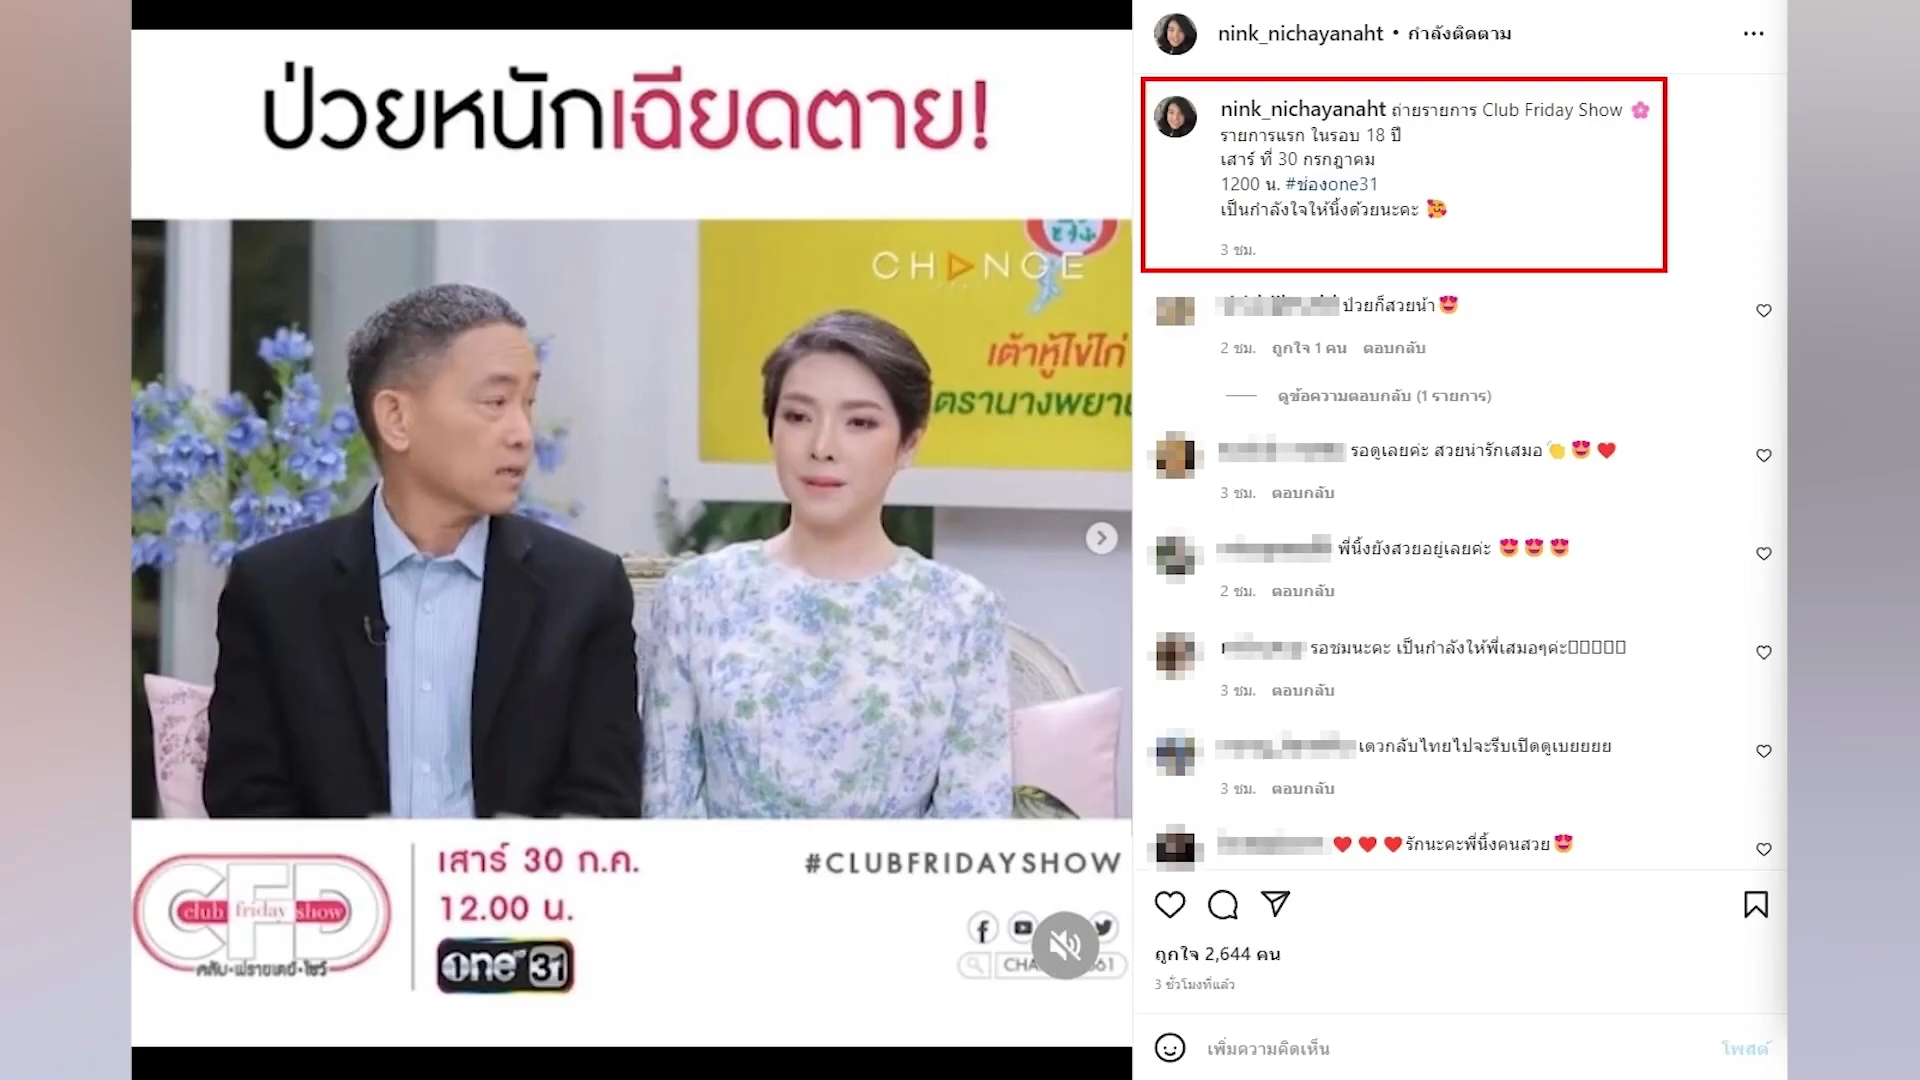 ป่วยหนักเฉียดตาย!
CHANGE
เต้าหู้ไข่ไก่
ตรานางพยาบ
club friday show
CFD
คลับ•ฟรายเดย์•โชว์
เสาร์ 30 ก.ค.
12.00 น.
one 31
#CLUBFRIDAYSHOW
nink_nichayanaht • กำลังติดตาม
nink_nichayanaht ถ่ายรายการ Club Friday Show 🌸
รายการแรก ในรอบ 18 ปี
เสาร์ ที่ 30 กรกฎาคม
1200 น. #ช่องone31
เป็นกำลังใจให้นิ้งด้วยนะคะ 🥰
3 ชม.
ป่วยก็สวยน้า😍
2 ชม. ถูกใจ 1 คน ตอบกลับ
ดูข้อความตอบกลับ (1 รายการ)
รอดูเลยค่ะ สวยน่ารักเสมอ👏😍❤️
3 ชม. ตอบกลับ
พี่นิ้งยังสวยอยู่เลยค่ะ 😍😍😍
2 ชม. ตอบกลับ
รอชมนะคะ เป็นกำลังให้พี่เสมอๆค่ะ
3 ชม. ตอบกลับ
เดวกลับไทยไปจะรีบเปิดดูเบยยยย
3 ชม. ตอบกลับ
❤️❤️❤️รักนะคะพี่นิ้งคนสวย😍
ถูกใจ 2,644 คน
3 ชั่วโมงที่แล้ว
เพิ่มความคิดเห็น
โพสต์